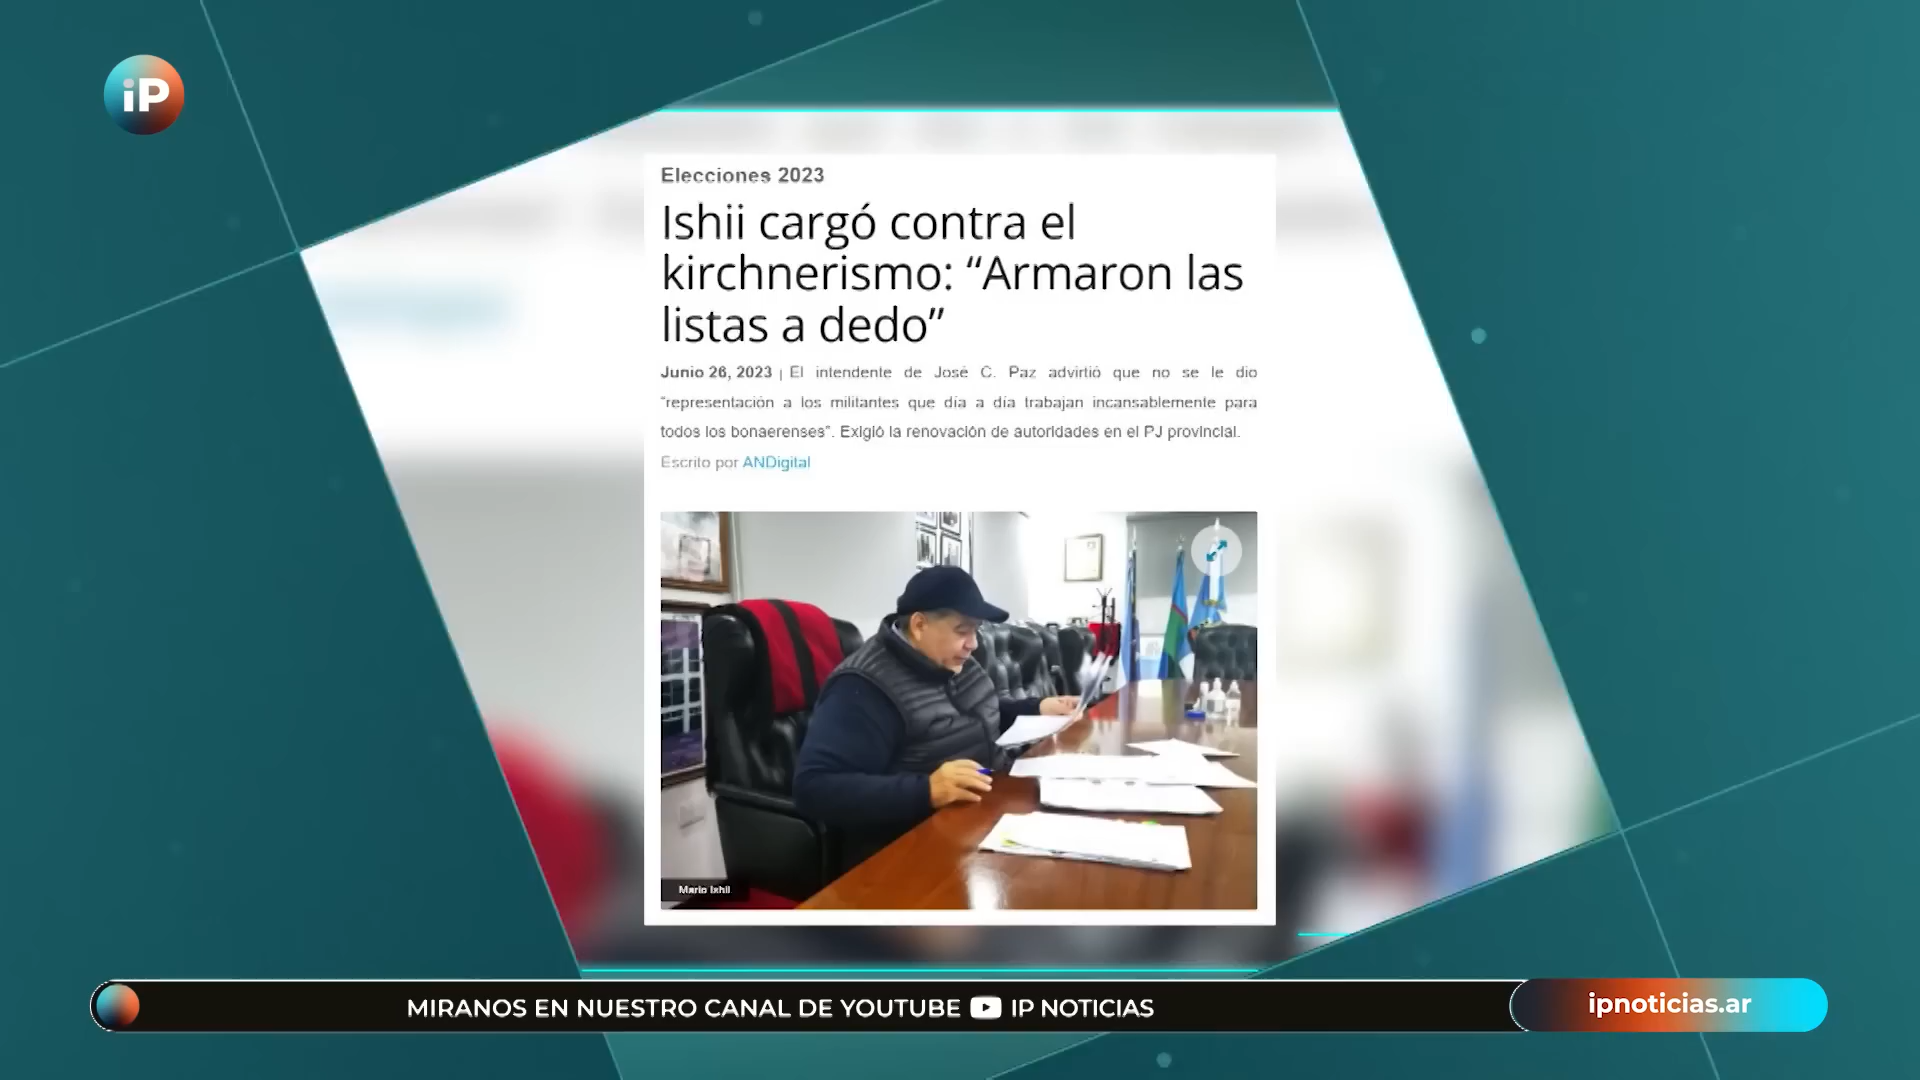 iP
Elecciones 2023
Ishii cargó contra el
kirchnerismo: “Armaron las
listas a dedo”
Junio 26, 2023 | El intendente de José C. Paz advirtió que no se le dio
“representación a los militantes que día a día trabajan incansablemente para
todos los bonaerenses”. Exigió la renovación de autoridades en el PJ provincial.
Escrito por ANDigital
Mario Ishii
MIRANOS EN NUESTRO CANAL DE YOUTUBE IP NOTICIAS
ipnoticias.ar